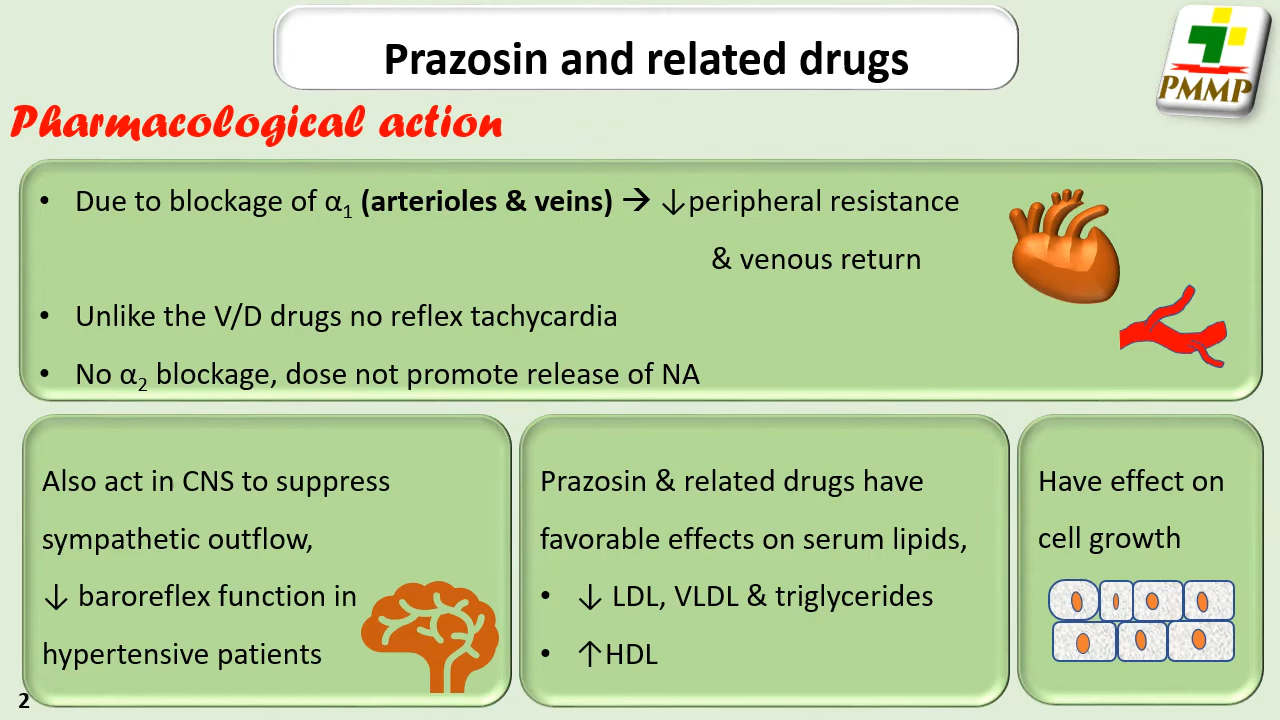 Prazosin and related drugs
PMMP
Pharmacological action
• Due to blockage of α₁ (arterioles & veins) → ↓peripheral resistance
& venous return
• Unlike the V/D drugs no reflex tachycardia
• No α₂ blockage, dose not promote release of NA
Also act in CNS to suppress
sympathetic outflow,
↓ baroreflex function in
hypertensive patients
Prazosin & related drugs have
favorable effects on serum lipids,
• ↓ LDL, VLDL & triglycerides
• ↑HDL
Have effect on
cell growth
2